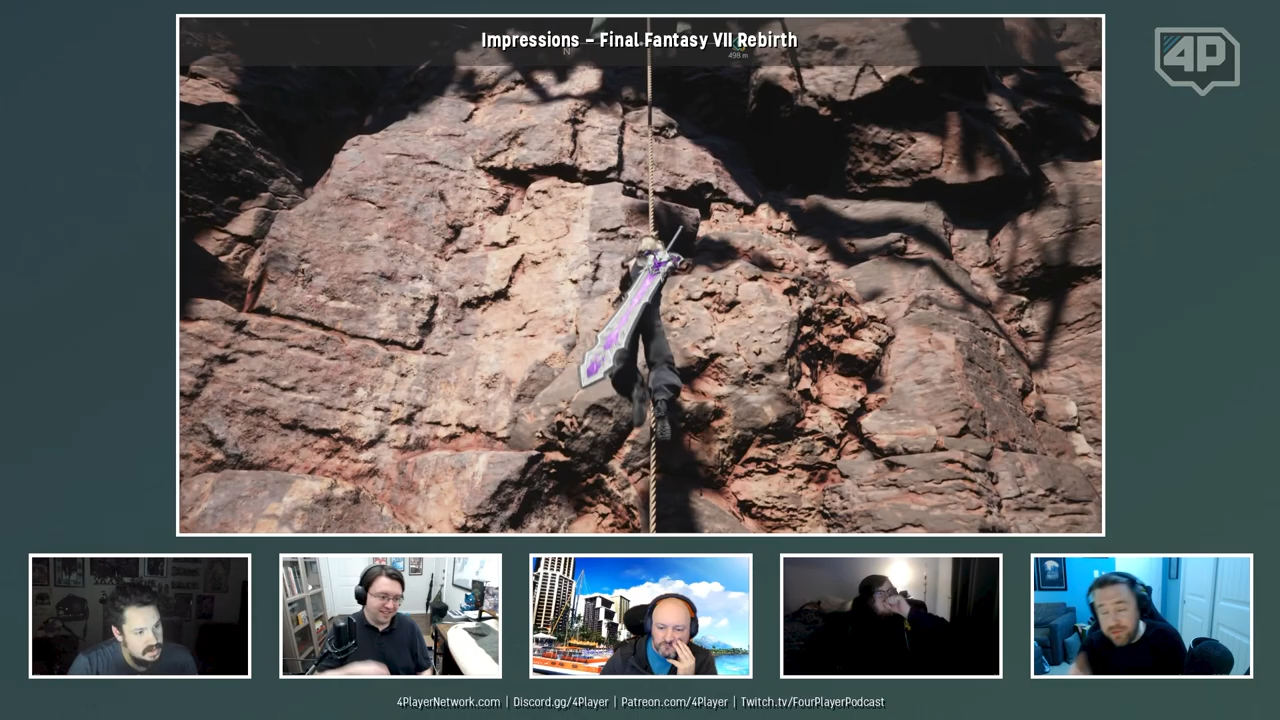 Impressions - Final Fantasy VII Rebirth
N
498 m
4P
4PlayerNetwork.com | Discord.gg/4Player | Patreon.com/4Player | Twitch.tv/FourPlayerPodcast